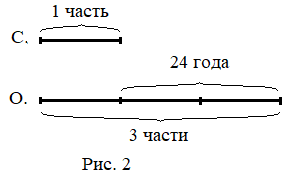 1 часть
С.
24 года
О.
3 части
Рис. 2